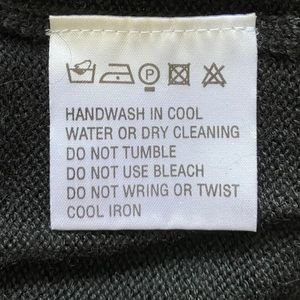 P
HANDWASH IN COOL
WATER OR DRY CLEANING
DO NOT TUMBLE
DO NOT USE BLEACH
DO NOT WRING OR TWIST
COOL IRON